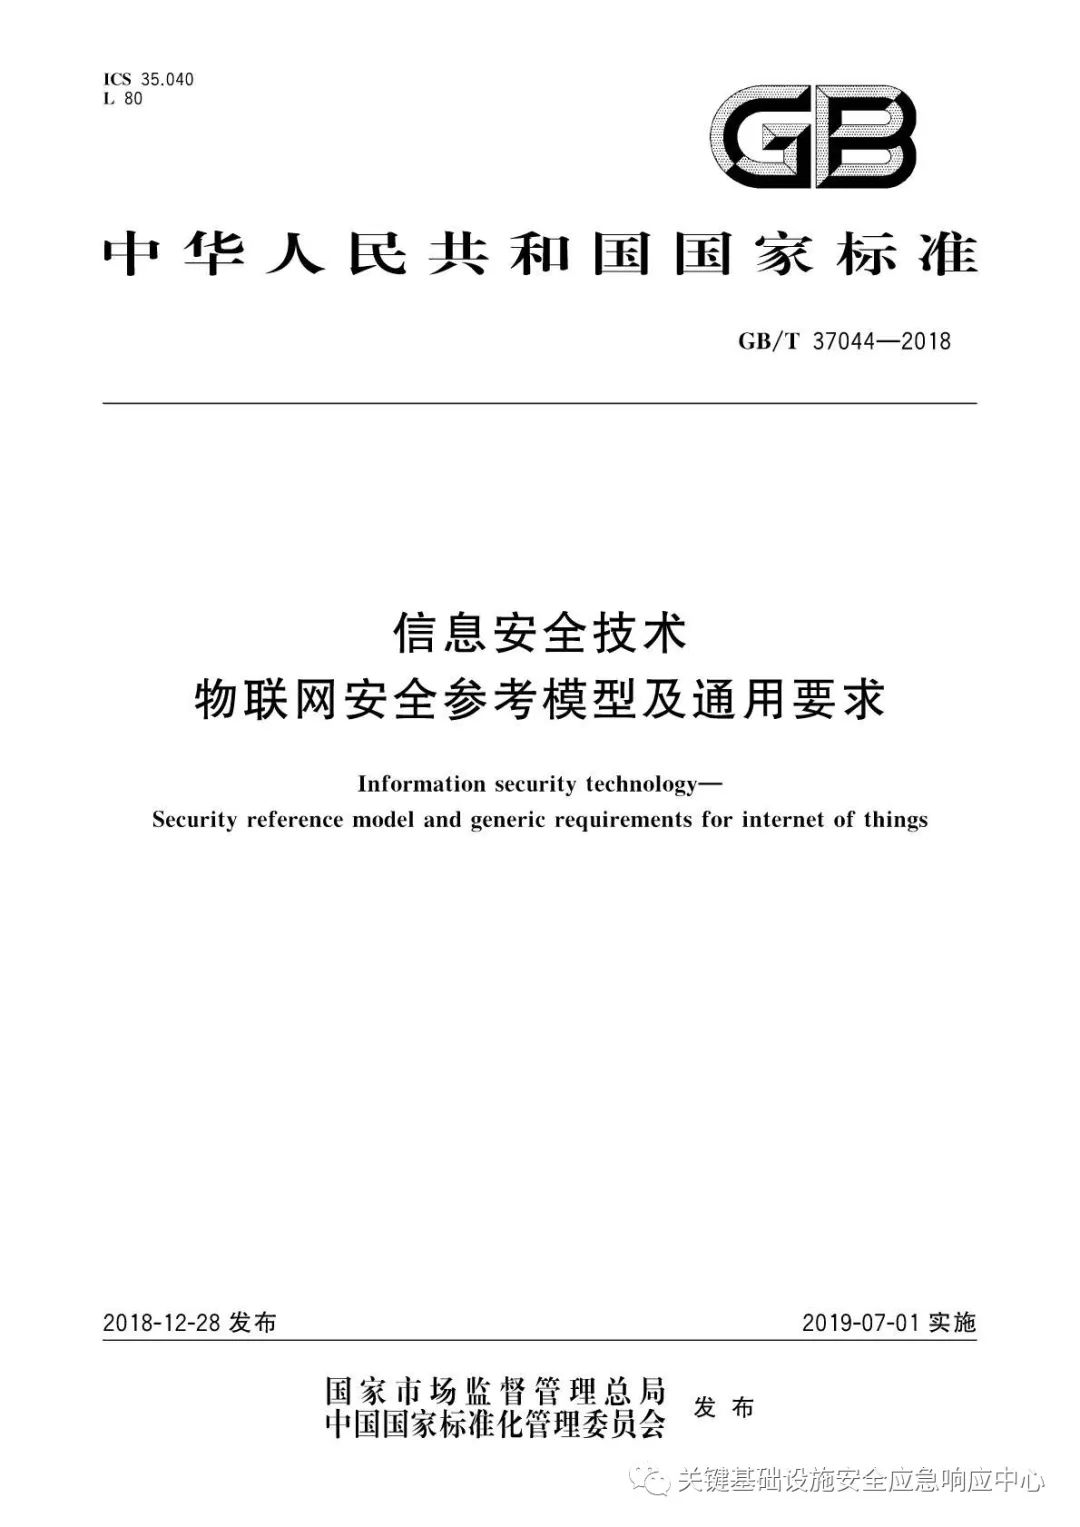 ICS 35.040
L 80
GB
中华人民共和国国家标准
GB/T 37044—2018
信息安全技术
物联网安全参考模型及通用要求
Information security technology—
Security reference model and generic requirements for internet of things
2018-12-28 发布
2019-07-01 实施
国家市场监督管理总局
中国国家标准化管理委员会
发布
关键基础设施安全应急响应中心